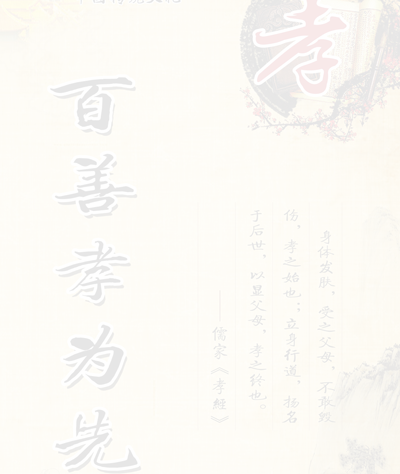 孝
百善孝为先
身体发肤，受之父母，不敢毁
伤，孝之始也；立身行道，扬名
于后世，以显父母，孝之终也。
——儒家《孝经》